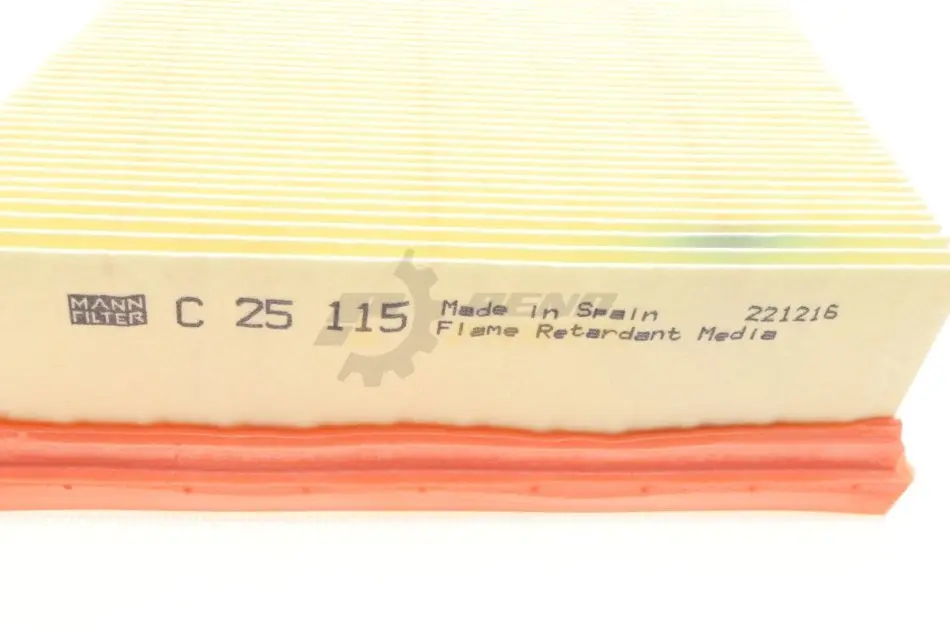 MANN
FILTER
C 25 115
Made in Spain
Flame Retardant Media
221216